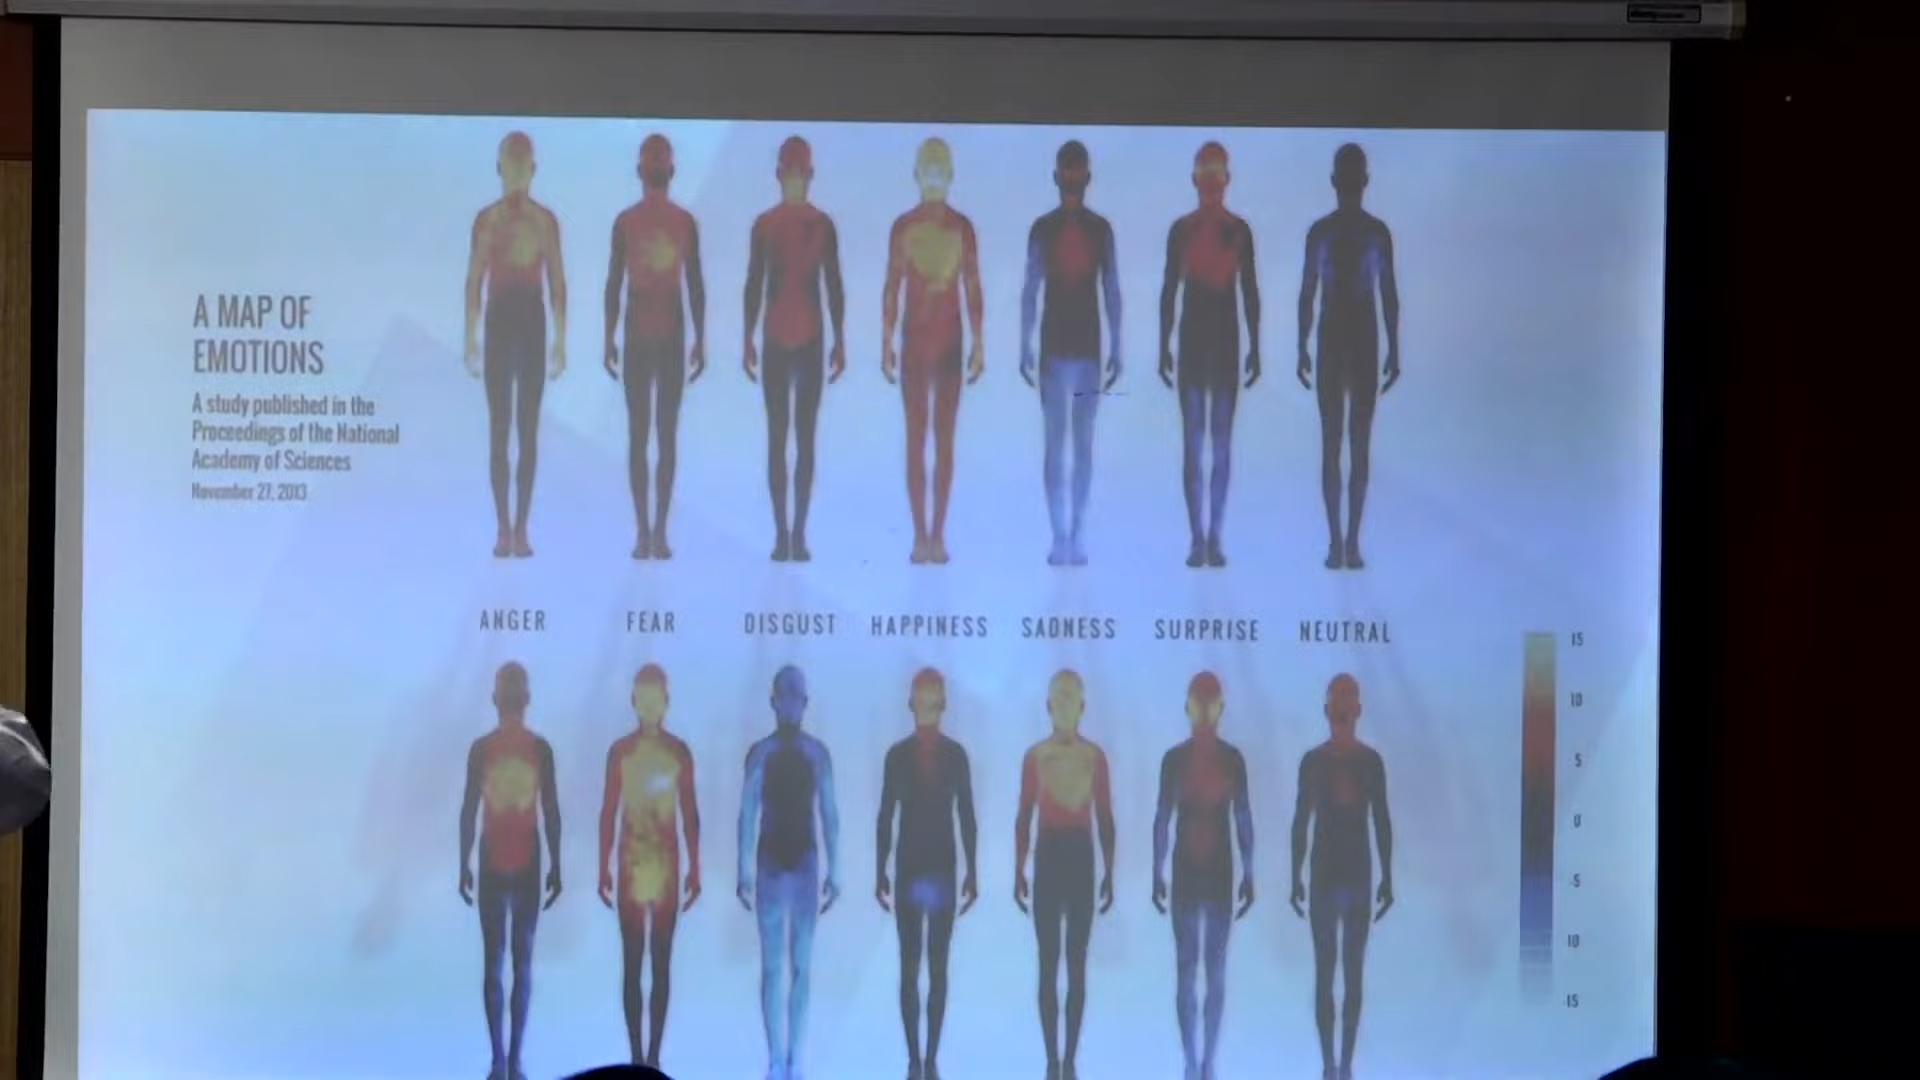 A MAP OF
EMOTIONS
A study published in the
Proceedings of the National
Academy of Sciences
November 27, 2013
ANGER FEAR DISGUST HAPPINESS SADNESS SURPRISE NEUTRAL
15
10
5
0
-5
10
-15